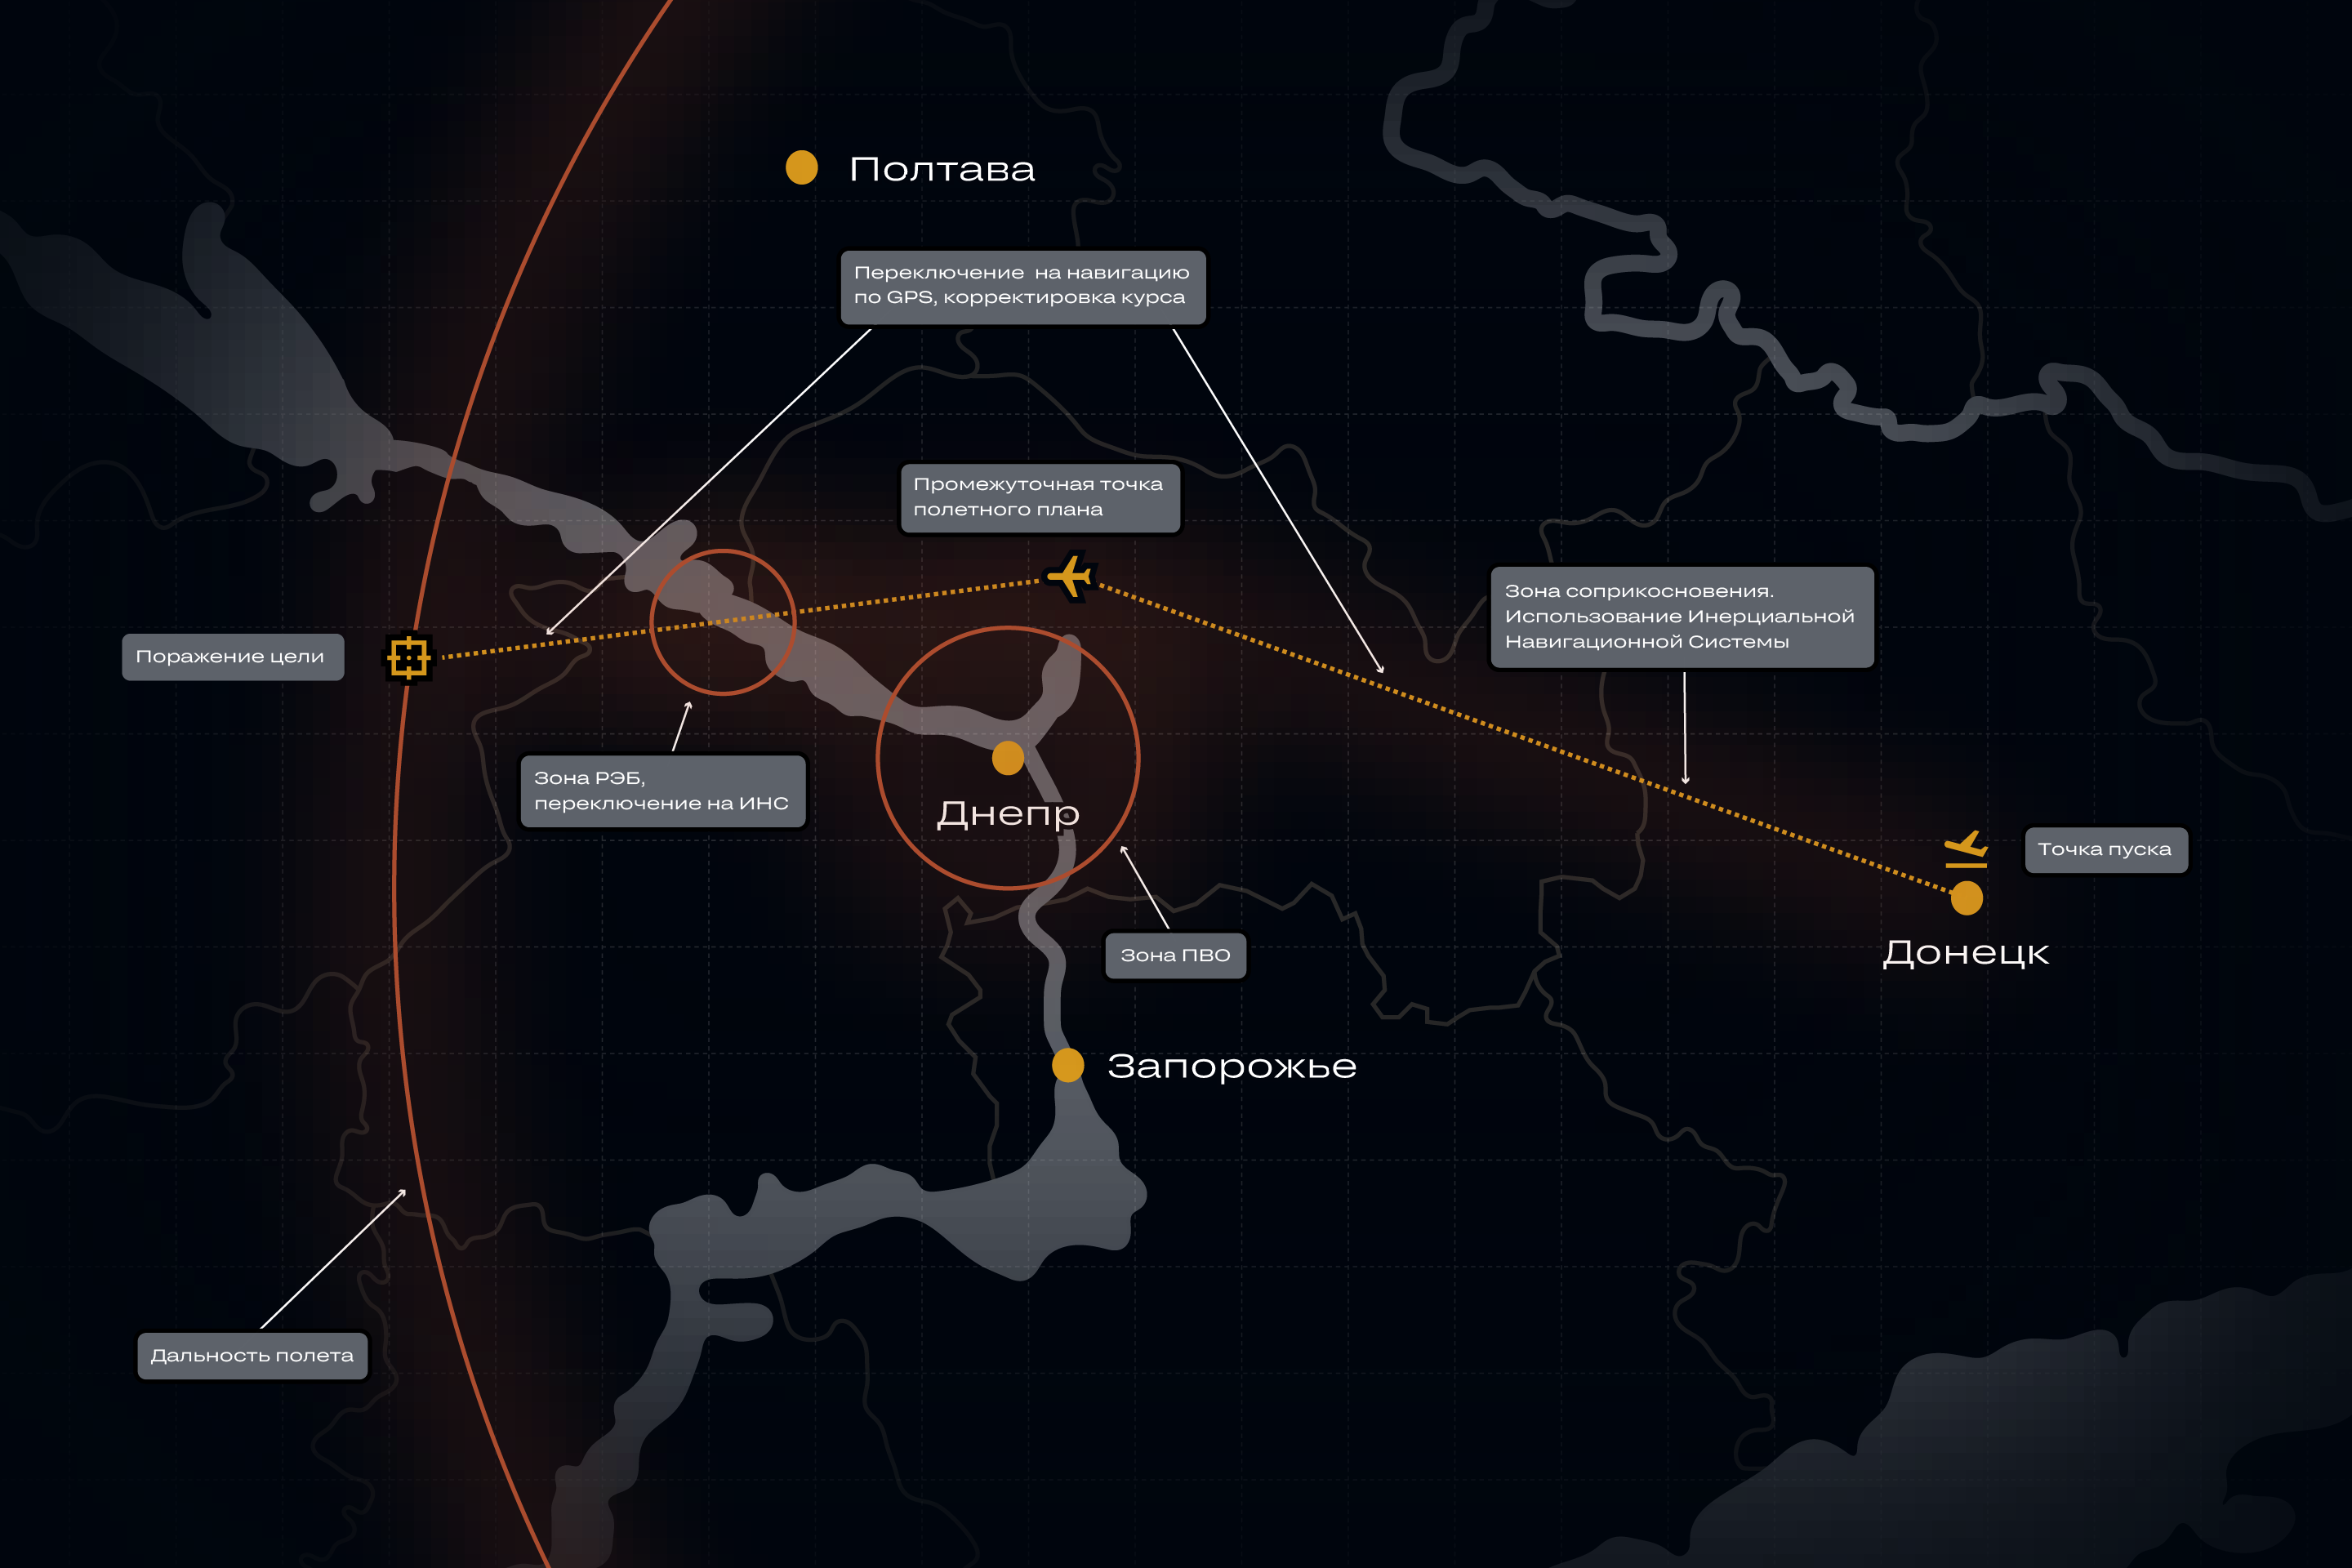 Полтава
Переключение  на навигацию
по GPS, корректировка курса
Промежуточная точка
полетного плана
Зона соприкосновения.
Использование Инерциальной
Навигационной Системы
Поражение цели
Зона РЭБ,
переключение на ИНС
Днепр
Точка пуска
Зона ПВО
Донецк
Запорожье
Дальность полета